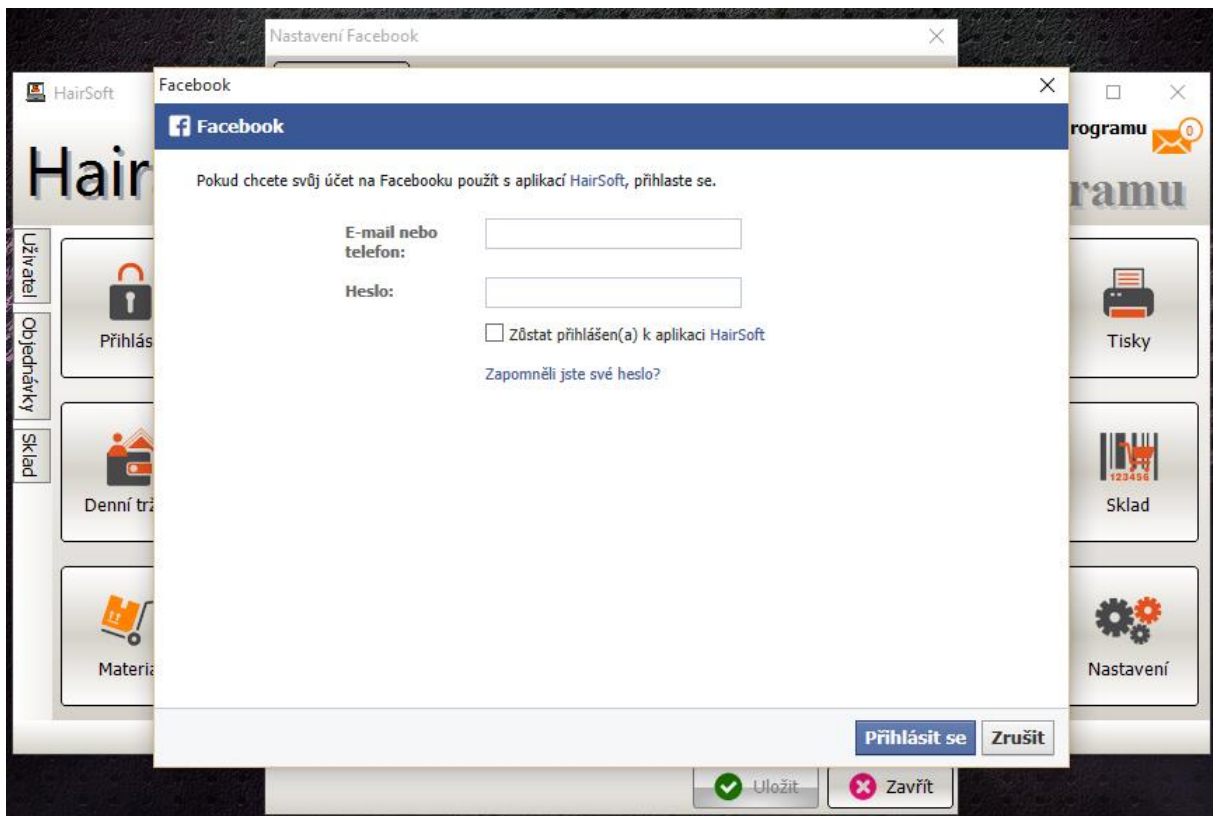 Nastavení Facebook
HairSoft
Facebook
Facebook
rogramu
0
Hair
ramu
Pokud chcete svůj účet na Facebooku použít s aplikací HairSoft, přihlaste se.
E-mail nebo
telefon:
Heslo:
Zůstat přihlášen(a) k aplikaci HairSoft
Zapomněli jste své heslo?
Uživatel
Objednávky
Sklad
Přihlás
Tisky
Denní trž
123456
Sklad
Materia
Nastavení
Přihlásit se
Zrušit
Uložit
Zavřít